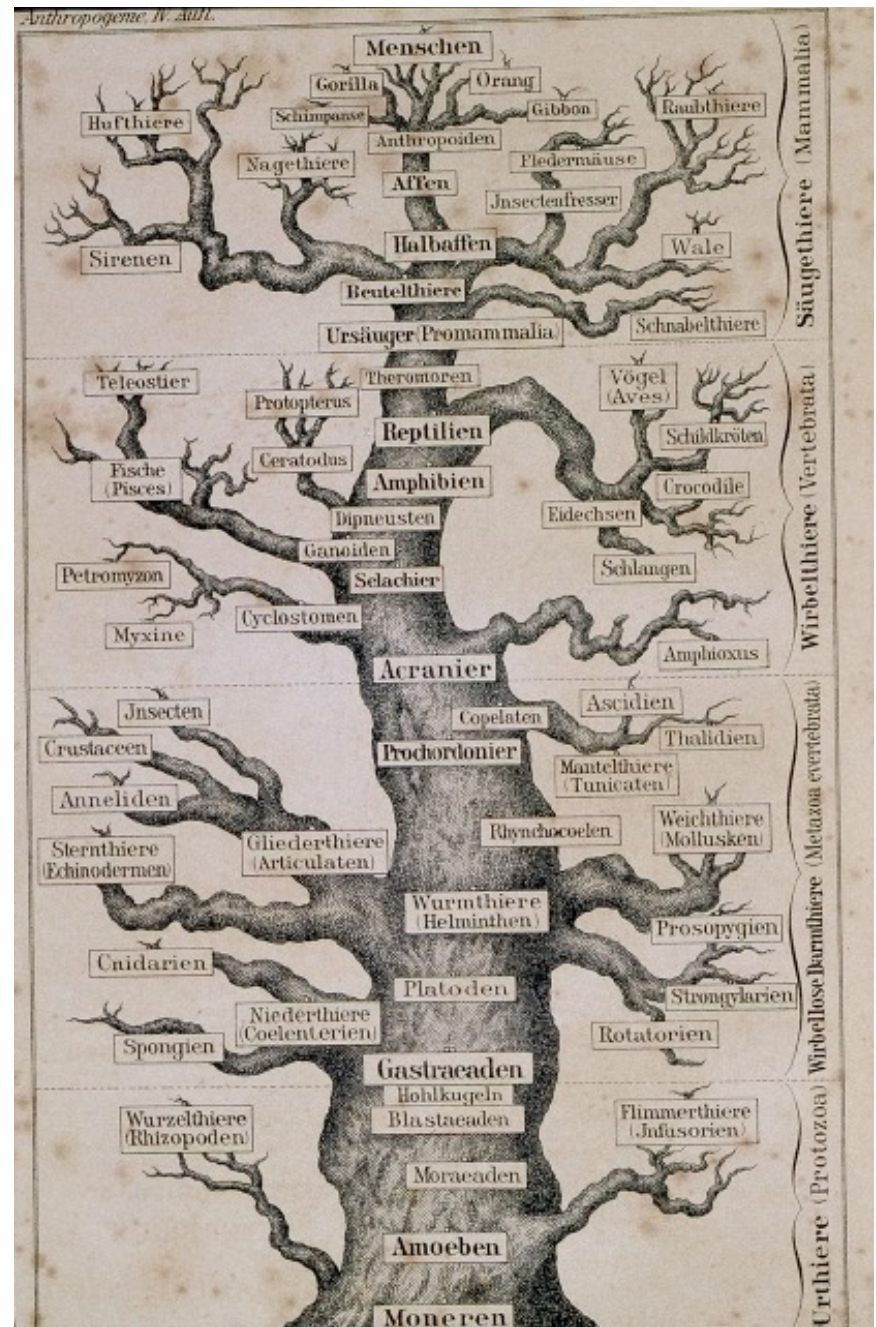 Anthropogenie, IV. Aufl.
Menschen
Gorilla
Orang
Schimpanse
Gibbon
Raubthiere
Hufthiere
Anthropoiden
Nagethiere
Fledermäuse
Affen
Jnsectenfresser
Halbaffen
Wale
Sirenen
Beutelthiere
Schnabelthiere
Ursäuger (Promammalia)
Säugethiere (Mammalia)
Teleostier
Theromoren
Vögel
(Aves)
Protopterus
Reptilien
Schildkröten
Ceratodus
Fische
(Pisces)
Amphibien
Crocodile
Dipneusten
Eidechsen
Ganoiden
Schlangen
Petromyzon
Selachier
Cyclostomen
Myxine
Amphioxus
Acranier
Wirbelthiere (Vertebrata)
Jnsecten
Copelaten
Ascidien
Crustaceen
Prochordonier
Thalidien
Mantelthiere
(Tunicaten)
Anneliden
Gliederthiere
(Articulaten)
Rhynchocoelen
Weichthiere
(Mollusken)
Sternthiere
(Echinodermen)
Wurmthiere
(Helminthen)
Prosopygien
Cnidarien
Platoden
Strongylarien
Niederthiere
(Coelenterien)
Rotatorien
Spongien
Gastraeaden
Wirbellose Darmthiere (Metazoa evertebrata)
Hohlkugeln
Blastaeaden
Wurzelthiere
(Rhizopoden)
Flimmerthiere
(Jnfusorien)
Moraeaden
Amoeben
Moneren
Urthiere (Protozoa)